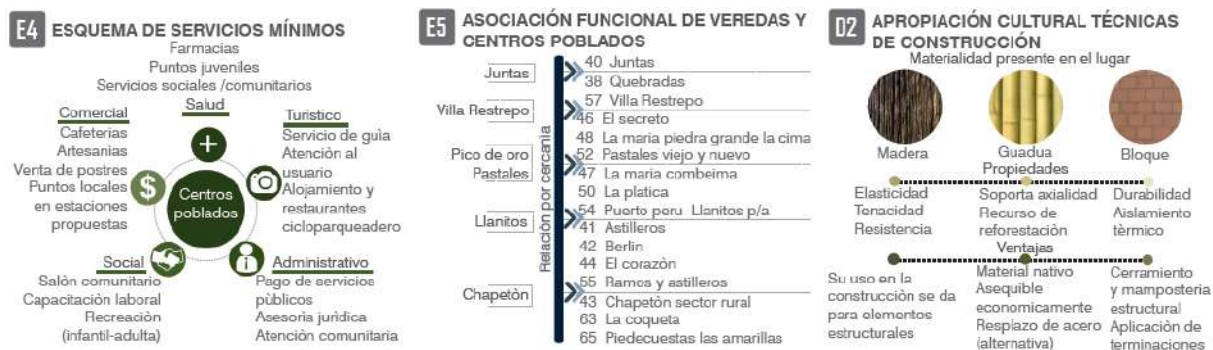 E4 ESQUEMA DE SERVICIOS MÍNIMOS
Farmacias
Puntos juveniles
Servicios sociales /comunitarios
Salud
Comercial
Cafeterias
Artesanias
Venta de postres
Puntos locales
en estaciones
propuestas
Turistico
Servicio de guìa
Atención al
usuario
Alojamiento y
restaurantes
cicloparqueadero
$
Centros
poblados
Social
Salòn comunitario
Capacitación laboral
Recreación
(infantil-adulta)
Administrativo
Pago de servicios
pùblicos
Asesoria jurìdica
Atención comunitaria
E5 ASOCIACIÓN FUNCIONAL DE VEREDAS Y
CENTROS POBLADOS
Juntas
Villa Restrepo
Pico de oro
Pastales
Llanitos
Chapetòn
Relaciòn por cercanìa
40 Juntas
38 Quebradas
57 Villa Restrepo
46 El secreto
48 La maria piedra grande la cima
52 Pastales viejo y nuevo
47 La maria combeima
50 La platica
54 Puerto peru Llanitos p/a
41 Astilleros
42 Berlin
44 El corazòn
55 Ramos y astilleros
43 Chapetòn sector rural
63 La coqueta
65 Piedecuestas las amarillas
D2 APROPIACIÓN CULTURAL TÉCNICAS
DE CONSTRUCCIÓN
Materialidad presente en el lugar
Madera
Guadua
Bloque
Propiedades
Elasticidad
Tenacidad
Resistencia
Soporta axialidad
Recurso de
reforestación
Durabilidad
Aislamiento
tèrmico
Ventajas
Su uso en la
construcción se da
para elementos
estructurales
Material nativo
Asequible
economicamente
Resplazo de acero
(alternativa)
Cerramiento
y mamposteria
estructural
Aplicación de
terminaciones